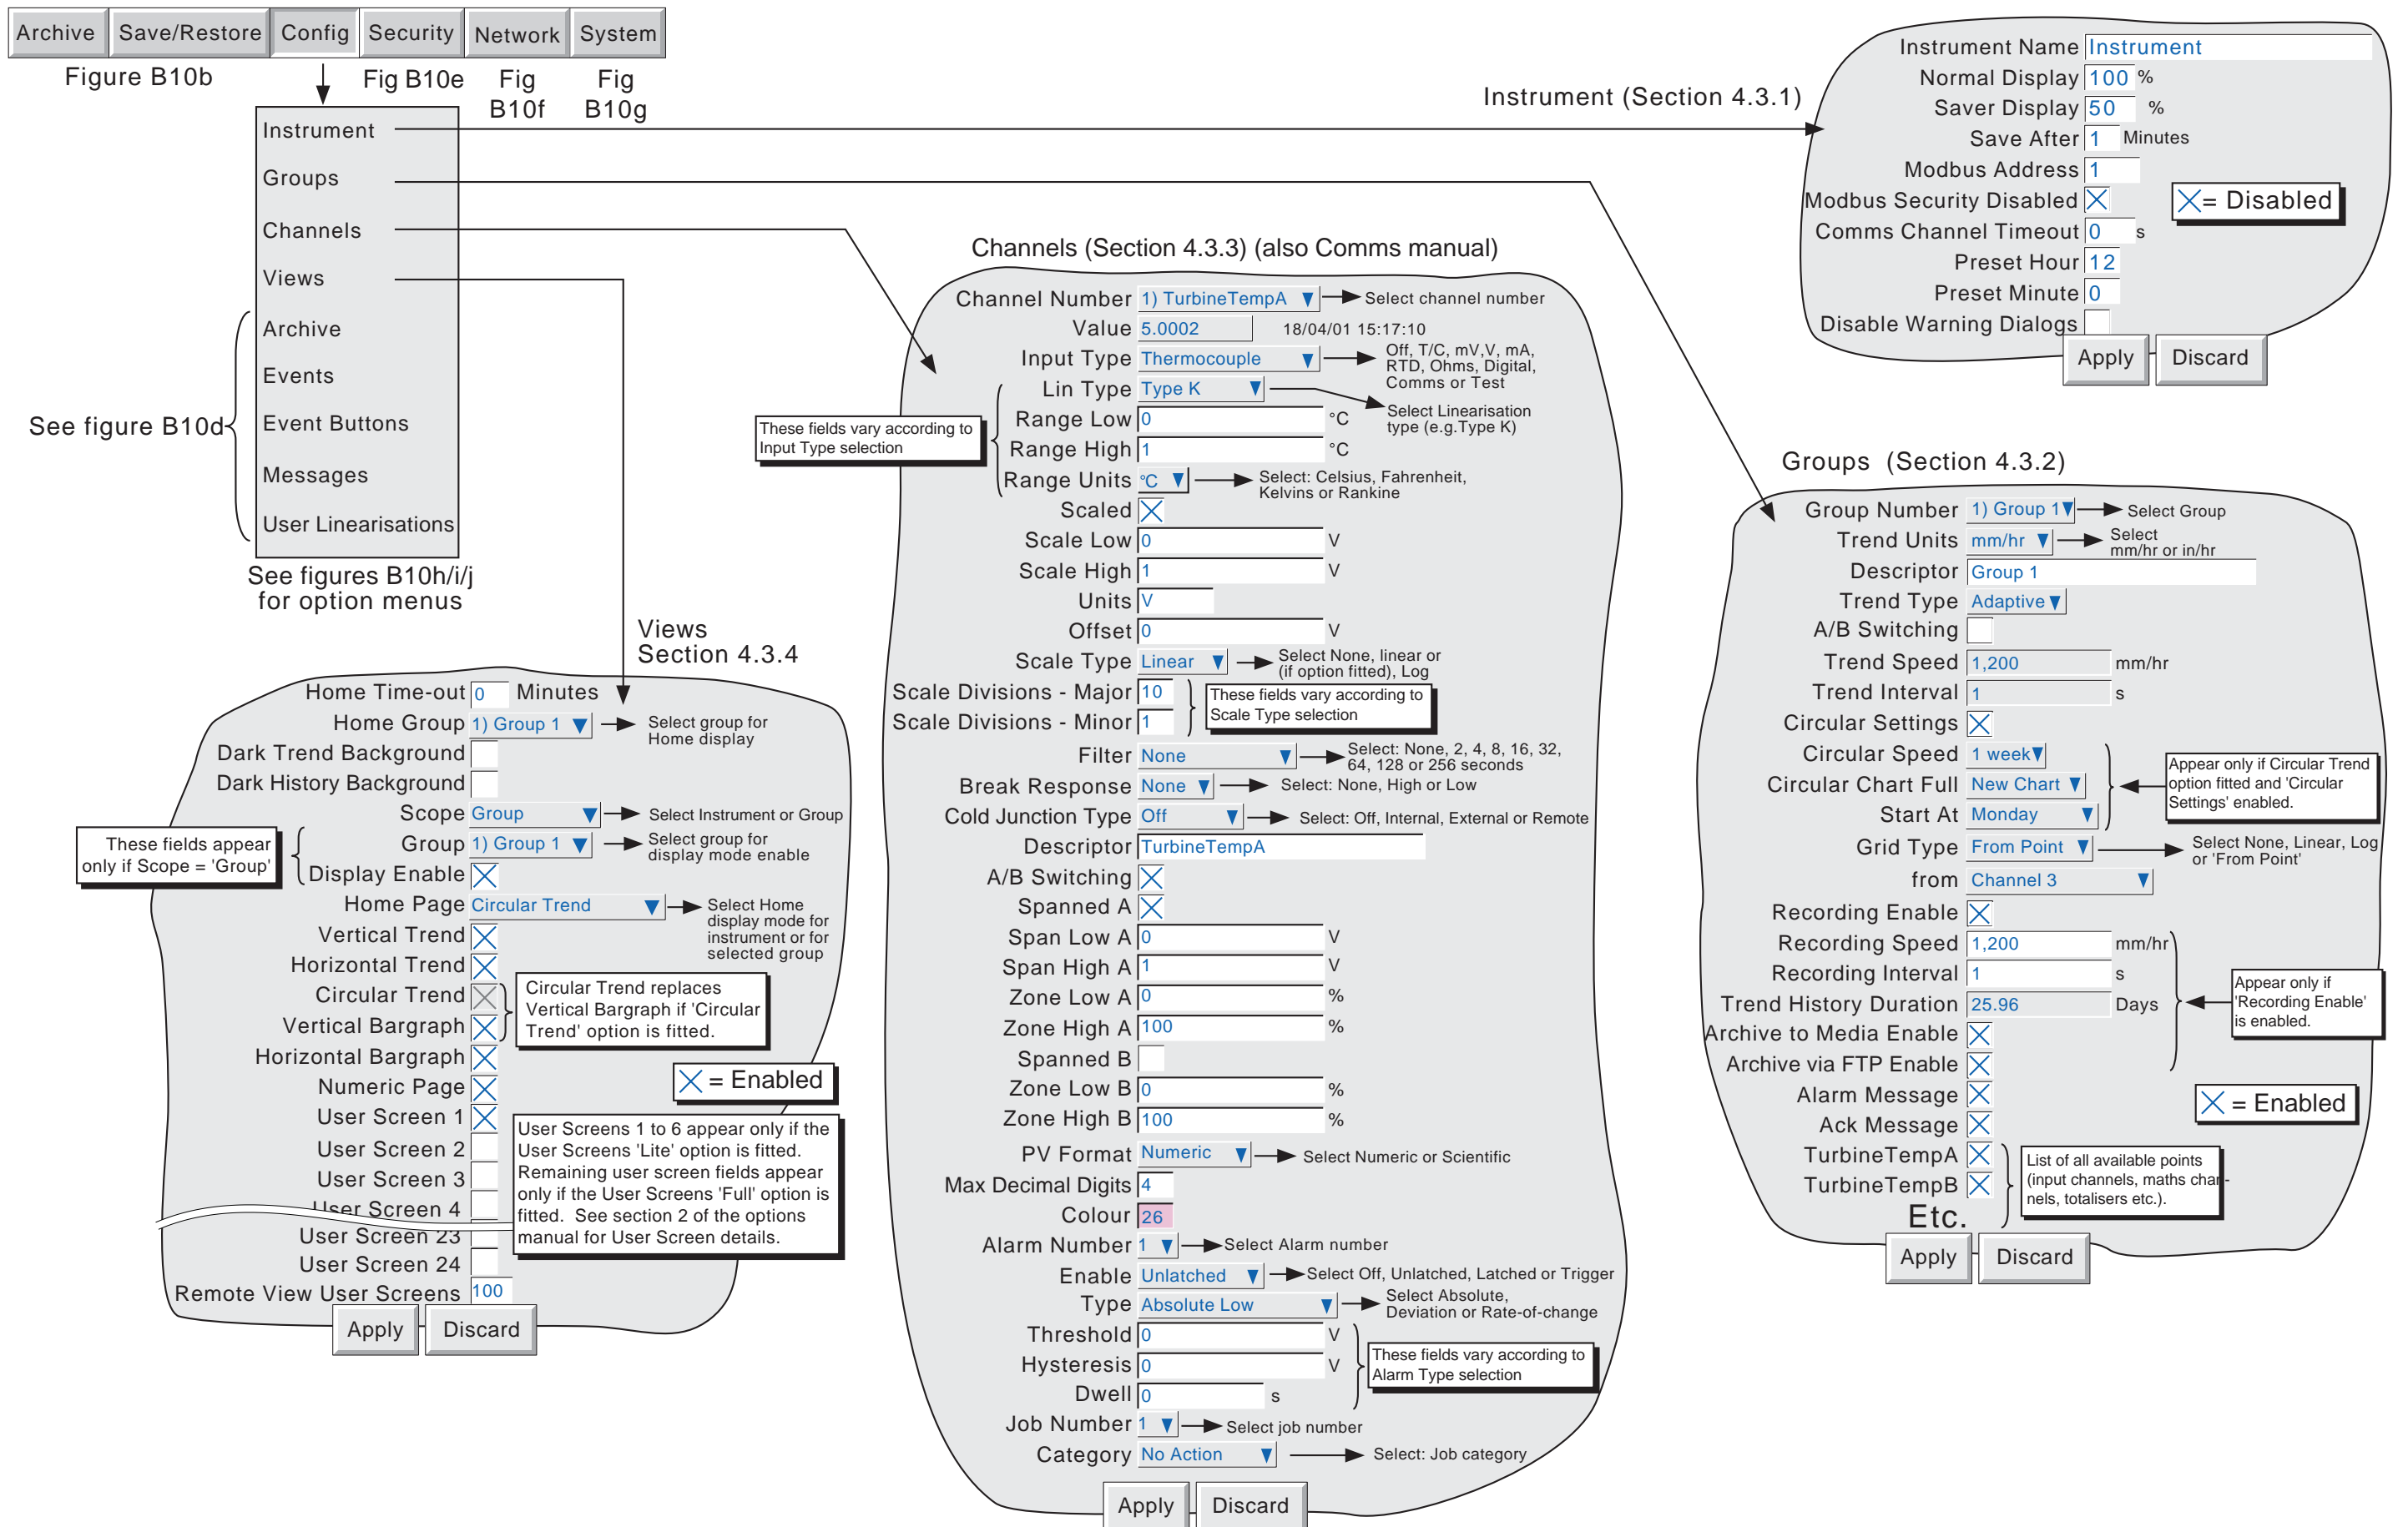 Archive Save/Restore Config Security Network System
Figure B10b Fig B10e Fig B10f Fig B10g
Instrument
Groups
Channels
Views
Archive
Events
Event Buttons
Messages
User Linearisations
See figure B10d
See figures B10h/i/j
for option menus
Instrument (Section 4.3.1)
Instrument Name Instrument
Normal Display 100 %
Saver Display 50 %
Save After 1 Minutes
Modbus Address 1
Modbus Security Disabled
= Disabled
Comms Channel Timeout 0 s
Preset Hour 12
Preset Minute 0
Disable Warning Dialogs
Apply Discard
Channels (Section 4.3.3) (also Comms manual)
Channel Number 1) TurbineTempA Select channel number
Value 5.0002 18/04/01 15:17:10
Input Type Thermocouple
Off, T/C, mV,V, mA,
RTD, Ohms, Digital,
Comms or Test
Lin Type Type K
Select Linearisation
type (e.g.Type K)
Range Low 0 °C
Range High 1 °C
These fields vary according to
Input Type selection
Range Units °C
Select: Celsius, Fahrenheit,
Kelvins or Rankine
Scaled
Scale Low 0 V
Scale High 1 V
Units V
Offset 0 V
Scale Type Linear
Select None, linear or
(if option fitted), Log
Scale Divisions - Major 10
Scale Divisions - Minor 1
These fields vary according to
Scale Type selection
Filter None
Select: None, 2, 4, 8, 16, 32,
64, 128 or 256 seconds
Break Response None Select: None, High or Low
Cold Junction Type Off Select: Off, Internal, External or Remote
Descriptor TurbineTempA
A/B Switching
Spanned A
Span Low A 0 V
Span High A 1 V
Zone Low A 0 %
Zone High A 100 %
Spanned B
Zone Low B 0 %
Zone High B 100 %
PV Format Numeric Select Numeric or Scientific
Max Decimal Digits 4
Colour 26
Alarm Number 1 Select Alarm number
Enable Unlatched Select Off, Unlatched, Latched or Trigger
Type Absolute Low
Select Absolute,
Deviation or Rate-of-change
Threshold 0 V
Hysteresis 0 V
Dwell 0 s
These fields vary according to
Alarm Type selection
Job Number 1 Select job number
Category No Action Select: Job category
Apply Discard
Groups (Section 4.3.2)
Group Number 1) Group 1 Select Group
Trend Units mm/hr
Select
mm/hr or in/hr
Descriptor Group 1
Trend Type Adaptive
A/B Switching
Trend Speed 1,200 mm/hr
Trend Interval 1 s
Circular Settings
Circular Speed 1 week
Circular Chart Full New Chart
Start At Monday
Appear only if Circular Trend
option fitted and 'Circular
Settings' enabled.
Grid Type From Point
Select None, Linear, Log
or 'From Point'
from Channel 3
Recording Enable
Recording Speed 1,200 mm/hr
Recording Interval 1 s
Trend History Duration 25.96 Days
Archive to Media Enable
Archive via FTP Enable
Appear only if
'Recording Enable'
is enabled.
Alarm Message
Ack Message
= Enabled
TurbineTempA
TurbineTempB
Etc.
List of all available points
(input channels, maths chan-
nels, totalisers etc.).
Apply Discard
Views
Section 4.3.4
Home Time-out 0 Minutes
Home Group 1) Group 1
Select group for
Home display
Dark Trend Background
Dark History Background
Scope Group Select Instrument or Group
Group 1) Group 1
Select group for
display mode enable
Display Enable
These fields appear
only if Scope = 'Group'
Home Page Circular Trend
Select Home
display mode for
instrument or for
selected group
Vertical Trend
Horizontal Trend
Circular Trend
Vertical Bargraph
Circular Trend replaces
Vertical Bargraph if 'Circular
Trend' option is fitted.
Horizontal Bargraph
Numeric Page
= Enabled
User Screen 1
User Screen 2
User Screen 3
User Screen 4
User Screen 23
User Screen 24
User Screens 1 to 6 appear only if the
User Screens 'Lite' option is fitted.
Remaining user screen fields appear
only if the User Screens 'Full' option is
fitted. See section 2 of the options
manual for User Screen details.
Remote View User Screens 100
Apply Discard